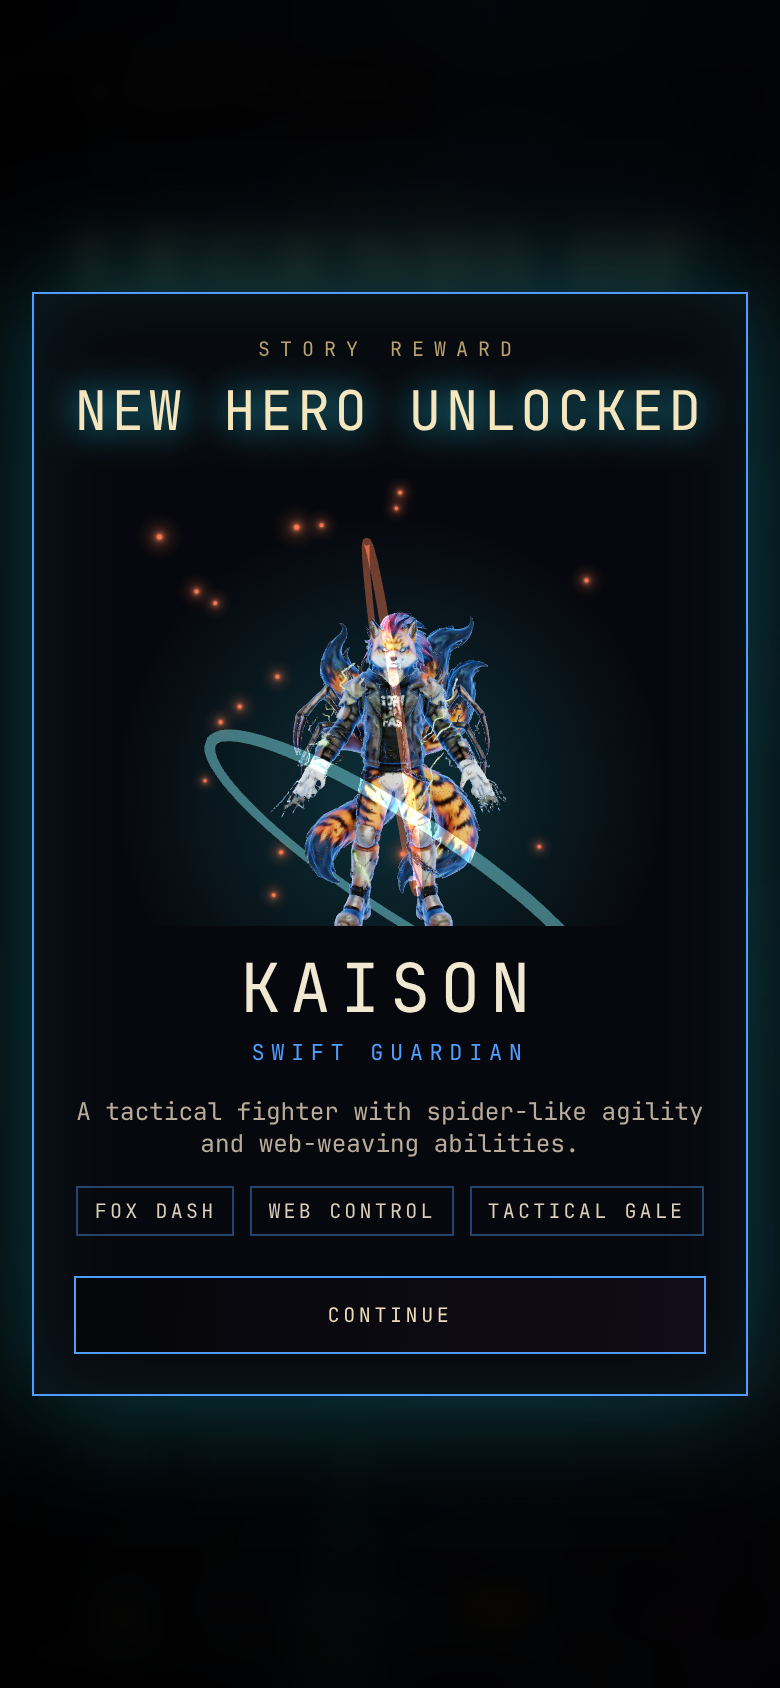 STORY REWARD
NEW HERO UNLOCKED
KAISON
SWIFT GUARDIAN
A tactical fighter with spider-like agility
and web-weaving abilities.
FOX DASH
WEB CONTROL
TACTICAL GALE
CONTINUE